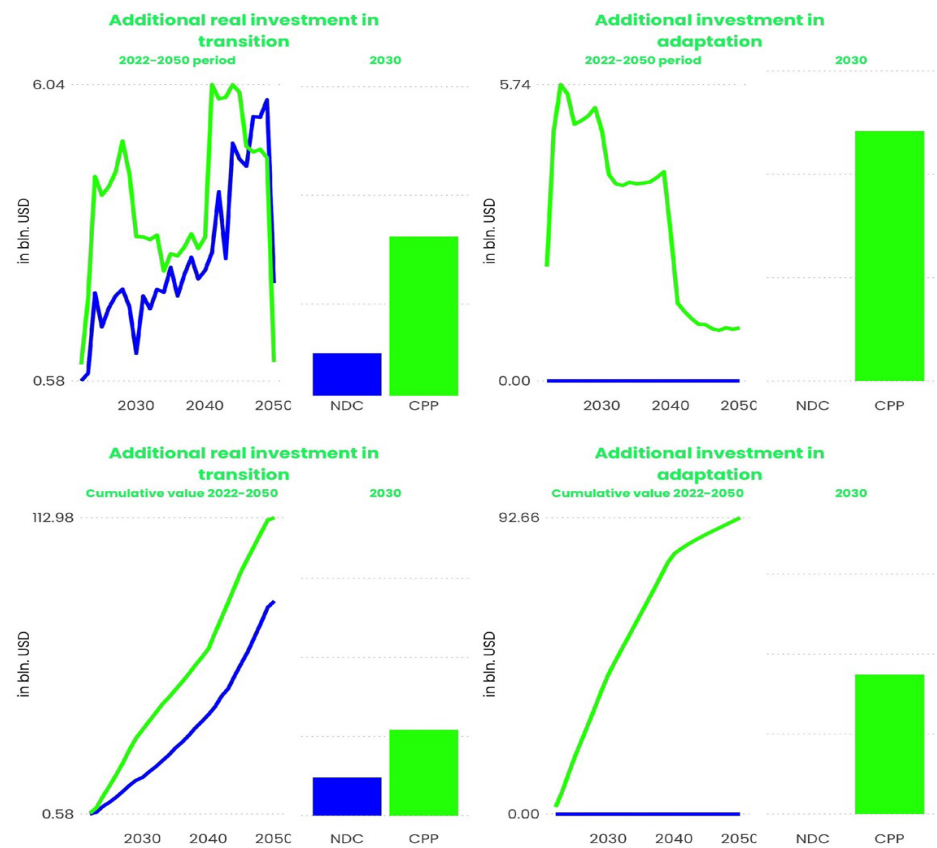 Additional real investment in
transition
2022-2050 period
2030
6.04
in bln. USD
0.58
2030
2040
2050
NDC
CPP
Additional investment in
adaptation
2022-2050 period
2030
5.74
in bln. USD
0.00
2030
2040
2050
NDC
CPP
Additional real investment in
transition
Cumulative value 2022-2050
2030
112.98
in bln. USD
0.58
2030
2040
2050
NDC
CPP
Additional investment in
adaptation
Cumulative value 2022-2050
2030
92.66
in bln. USD
0.00
2030
2040
2050
NDC
CPP